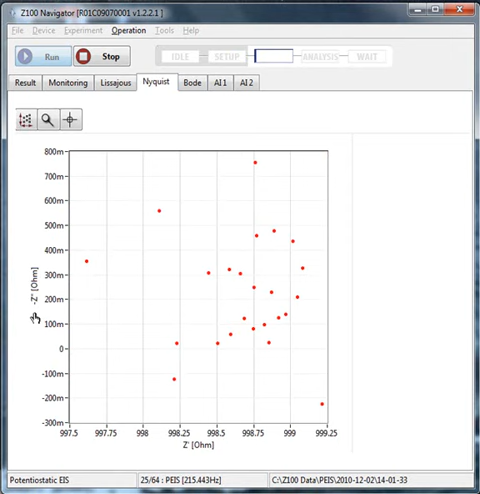 Z100 Navigator [R01C09070001 v1.2.2.1 ]
File Device Experiment Operation Tools Help
Run Stop IDLE SETUP ANALYSIS WAIT
Result Monitoring Lissajous Nyquist Bode AI 1 AI 2
800m
700m
600m
500m
400m
300m
200m
100m
0
-100m
-200m
-300m
-Z'' [Ohm]
997.5 997.75 998 998.25 998.5 998.75 999 999.25
Z' [Ohm]
Potentiostatic EIS 25/64 : PEIS [215.443Hz] C:\Z100 Data\PEIS\2010-12-02\14-01-33